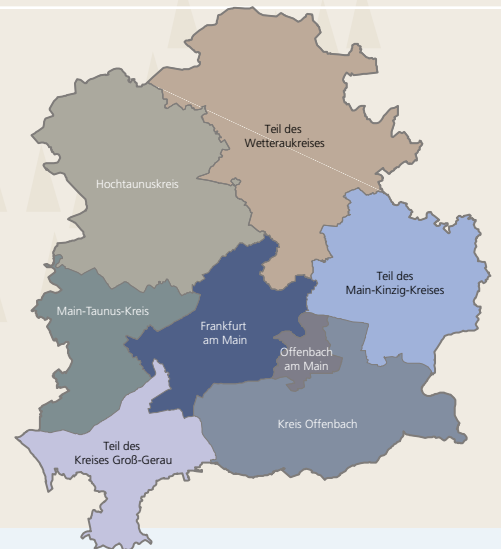 Teil des
Wetteraukreises
Hochtaunuskreis
Teil des
Main-Kinzig-Kreises
Main-Taunus-Kreis
Frankfurt
am Main
Offenbach
am Main
Kreis Offenbach
Teil des
Kreises Groß-Gerau